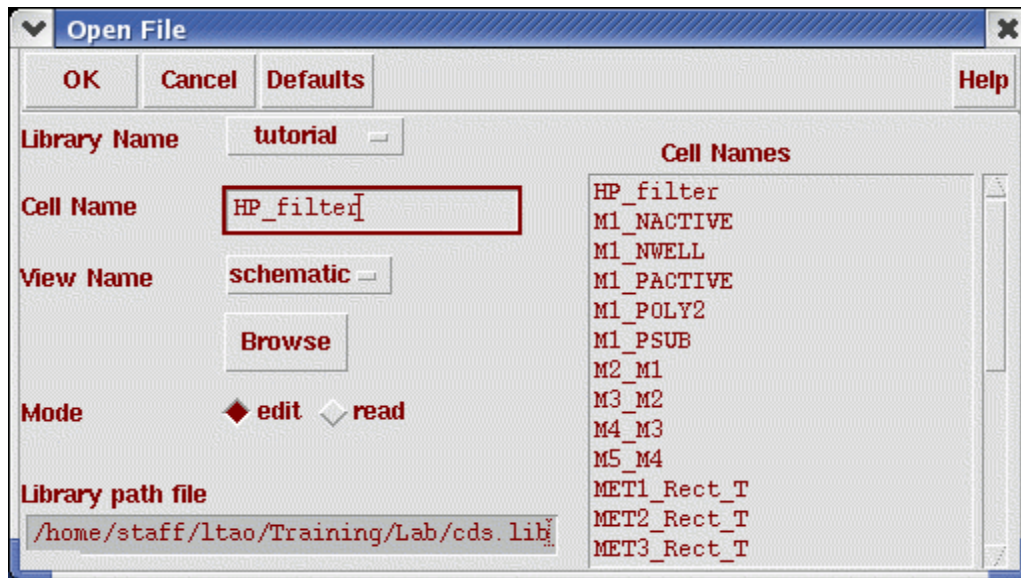 Open File
OK Cancel Defaults Help
Library Name tutorial
Cell Name HP_filter
View Name schematic
Browse
Mode edit read
Library path file
/home/staff/ltao/Training/Lab/cds.lib
Cell Names
HP_filter
M1_NACTIVE
M1_NWELL
M1_PACTIVE
M1_POLY2
M1_PSUB
M2_M1
M3_M2
M4_M3
M5_M4
MET1_Rect_T
MET2_Rect_T
MET3_Rect_T